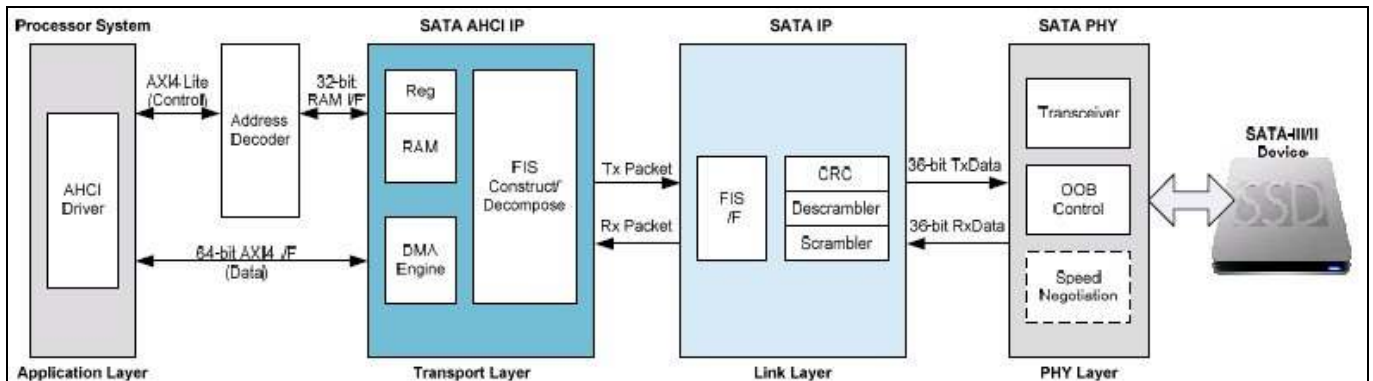 Processor System
SATA AHCI IP
SATA IP
SATA PHY
AXI4 Lite
(Control)
32-bit
RAM I/F
Address
Decoder
AHCI
Driver
64-bit AXI4 I/F
(Data)
Reg
RAM
DMA
Engine
FIS
Construct/
Decompose
Tx Packet
Rx Packet
FIS
I/F
CRC
Descrambler
Scrambler
36-bit TxData
36-bit RxData
Transceiver
OOB
Control
Speed
Negotiation
SATA-III/II
Device
SSD
Application Layer
Transport Layer
Link Layer
PHY Layer